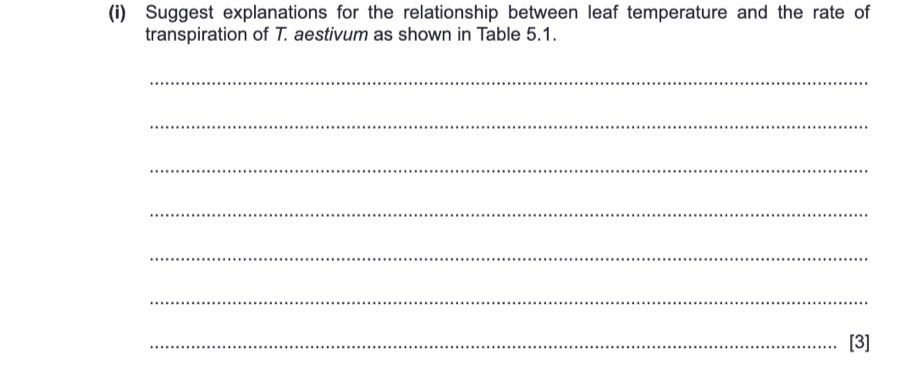 (i) Suggest explanations for the relationship between leaf temperature and the rate of
transpiration of T. aestivum as shown in Table 5.1.
[3]